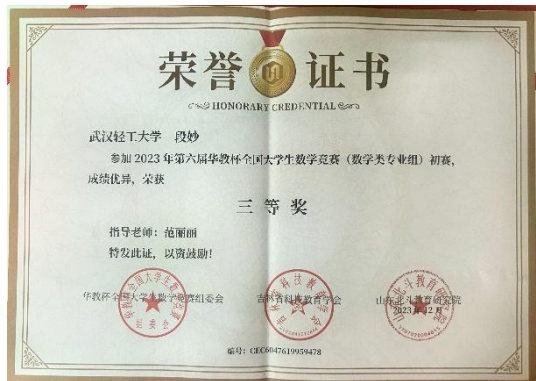 荣誉证书
HONORARY CREDENTIAL
武汉轻工大学 段妙
参加2023年第六届华教杯全国大学生数学竞赛（数学类专业组）初赛，
成绩优异，荣获
三等奖
指导老师：范丽丽
特发此证，以资鼓励！
华教杯全国大学生数学竞赛组委会 吉林省科技教育学会 山东北斗教育研究院
2023年12月
编号：CEC6047619959478